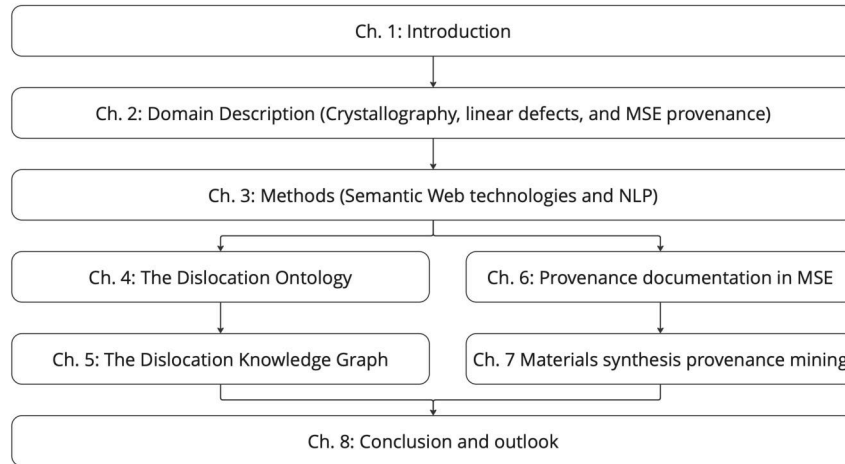 Ch. 1: Introduction
Ch. 2: Domain Description (Crystallography, linear defects, and MSE provenance)
Ch. 3: Methods (Semantic Web technologies and NLP)
Ch. 4: The Dislocation Ontology
Ch. 6: Provenance documentation in MSE
Ch. 5: The Dislocation Knowledge Graph
Ch. 7 Materials synthesis provenance mining
Ch. 8: Conclusion and outlook